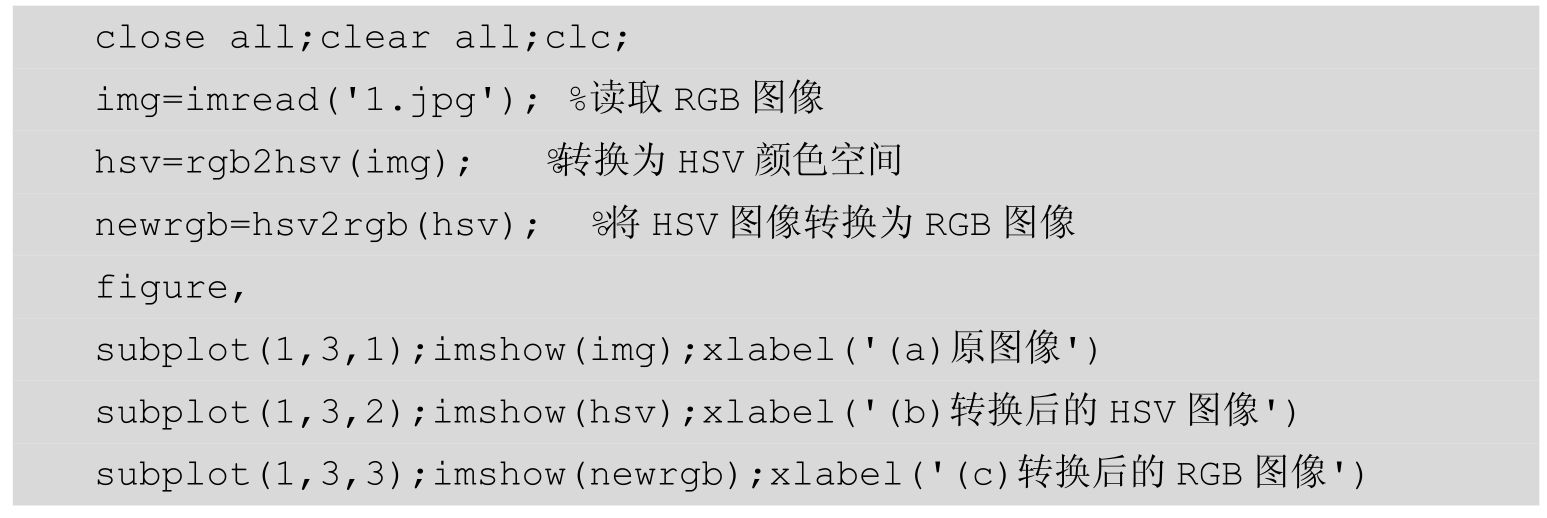 close all;clear all;clc;
img=imread('1.jpg'); %读取 RGB 图像
hsv=rgb2hsv(img); %转换为 HSV 颜色空间
newrgb=hsv2rgb(hsv); %将 HSV 图像转换为 RGB 图像
figure,
subplot(1,3,1);imshow(img);xlabel('(a)原图像')
subplot(1,3,2);imshow(hsv);xlabel('(b)转换后的 HSV 图像')
subplot(1,3,3);imshow(newrgb);xlabel('(c)转换后的 RGB 图像')